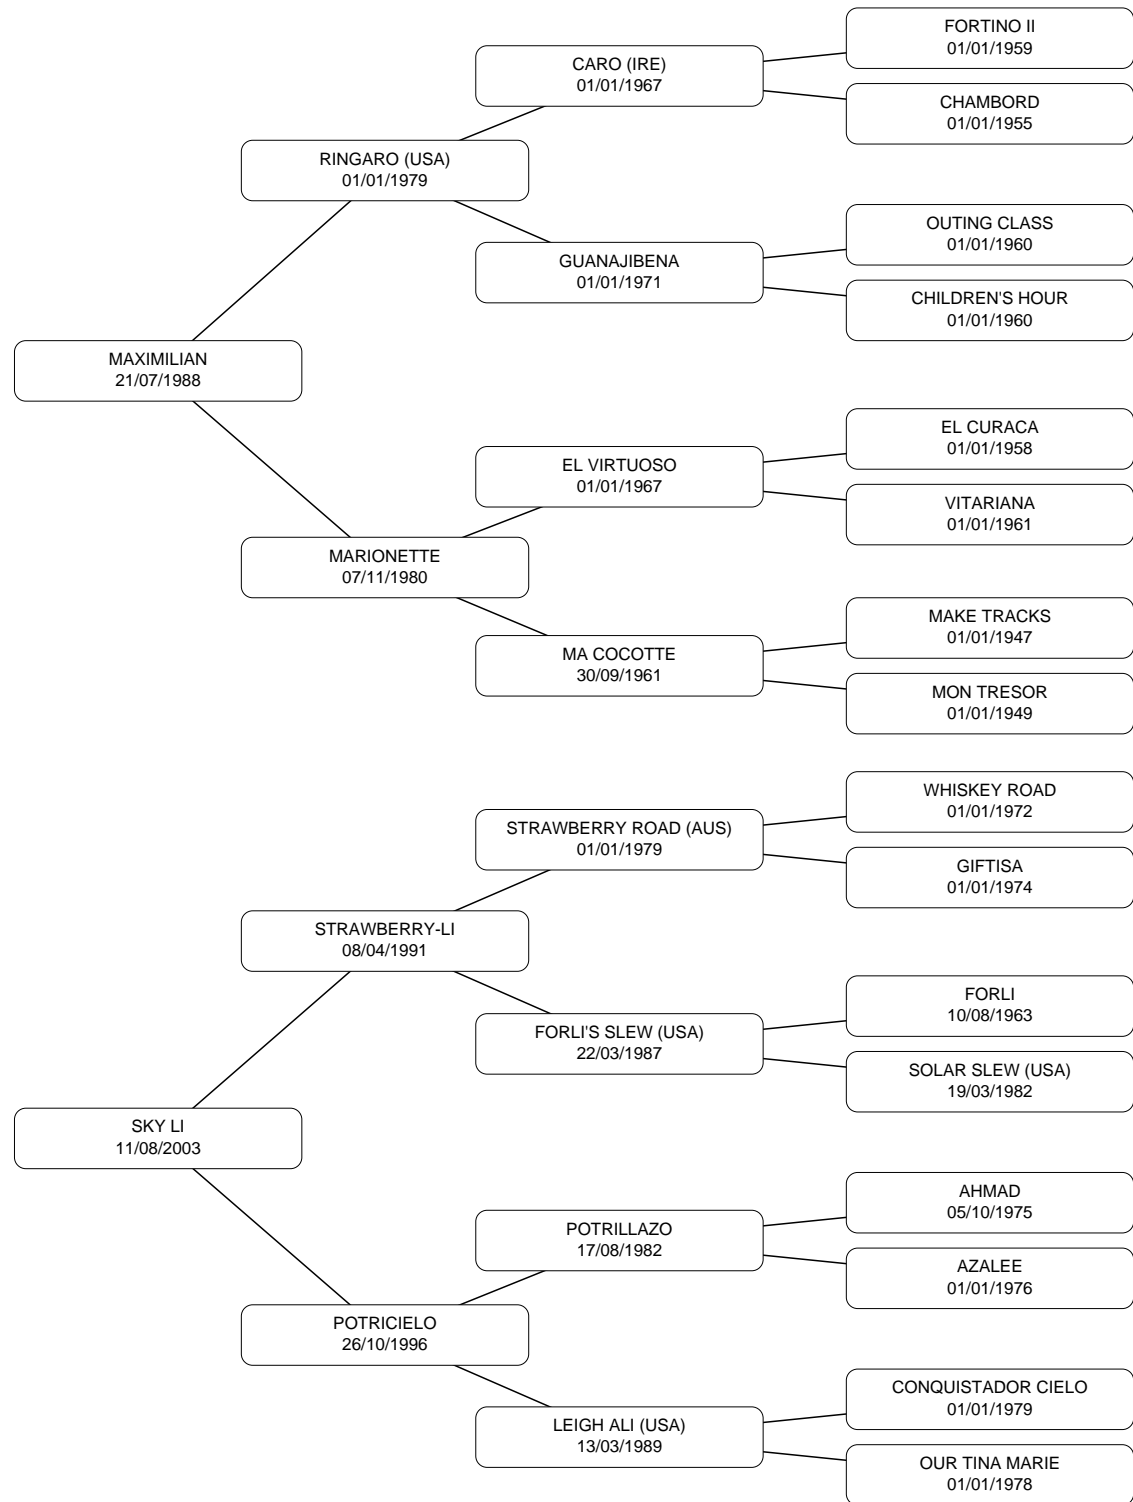 FORTINO II
01/01/1959
CARO (IRE)
01/01/1967
CHAMBORD
01/01/1955
RINGARO (USA)
01/01/1979
OUTING CLASS
01/01/1960
GUANAJIBENA
01/01/1971
CHILDREN'S HOUR
01/01/1960
MAXIMILIAN
21/07/1988
EL CURACA
01/01/1958
EL VIRTUOSO
01/01/1967
VITARIANA
01/01/1961
MARIONETTE
07/11/1980
MAKE TRACKS
01/01/1947
MA COCOTTE
30/09/1961
MON TRESOR
01/01/1949
WHISKEY ROAD
01/01/1972
STRAWBERRY ROAD (AUS)
01/01/1979
GIFTISA
01/01/1974
STRAWBERRY-LI
08/04/1991
FORLI
10/08/1963
FORLI'S SLEW (USA)
22/03/1987
SOLAR SLEW (USA)
19/03/1982
SKY LI
11/08/2003
AHMAD
05/10/1975
POTRILLAZO
17/08/1982
AZALEE
01/01/1976
POTRICIELO
26/10/1996
CONQUISTADOR CIELO
01/01/1979
LEIGH ALI (USA)
13/03/1989
OUR TINA MARIE
01/01/1978